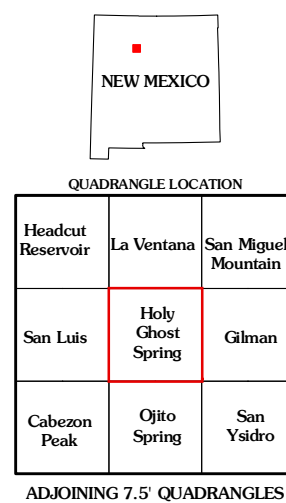 NEW MEXICO
QUADRANGLE LOCATION
Headcut
Reservoir
La Ventana
San Miguel
Mountain
San Luis
Holy
Ghost
Spring
Gilman
Cabezon
Peak
Ojito
Spring
San
Ysidro
ADJOINING 7.5' QUADRANGLES